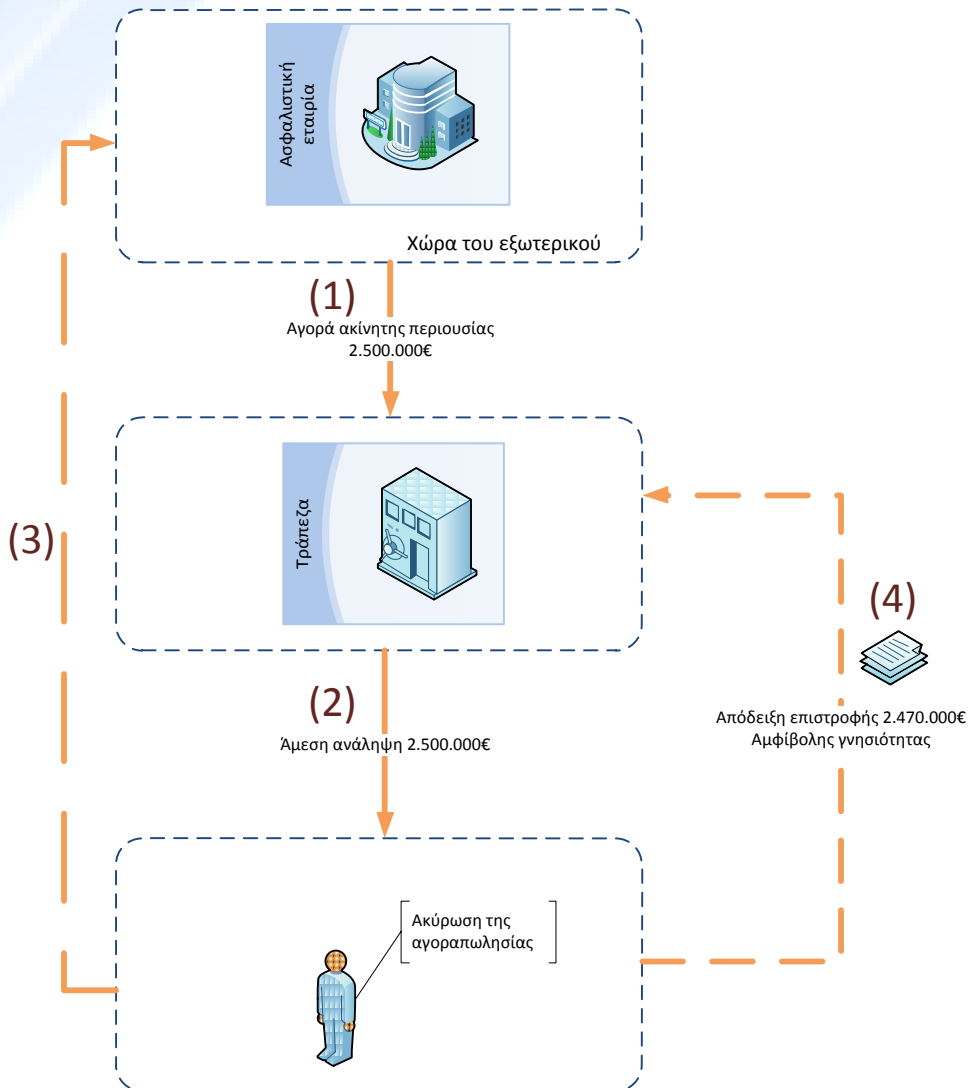 Ασφαλιστική
εταιρία
Χώρα του εξωτερικού
(1)
Αγορά ακίνητης περιουσίας
2.500.000€
Τράπεζα
(3)
(4)
(2)
Άμεση ανάληψη 2.500.000€
Απόδειξη επιστροφής 2.470.000€
Αμφίβολης γνησιότητας
Ακύρωση της
αγοραπωλησίας